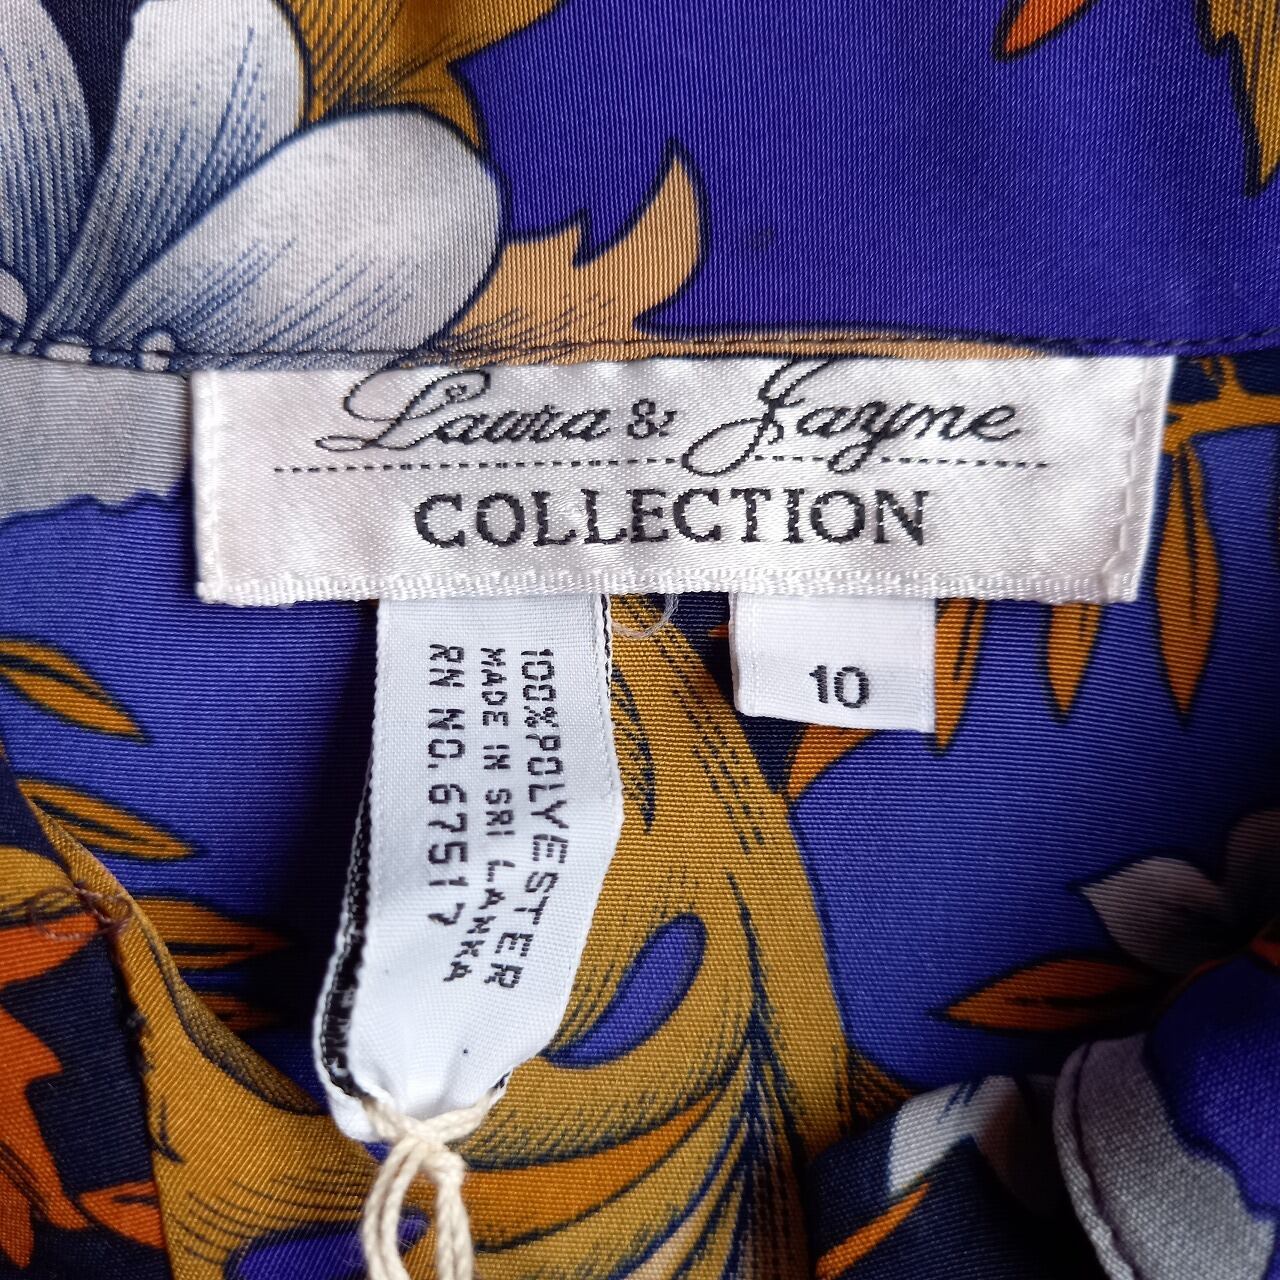 Laura & Jayne
COLLECTION
10
100%POLYESTER
MADE IN SRI LANKA
RN NO.67517